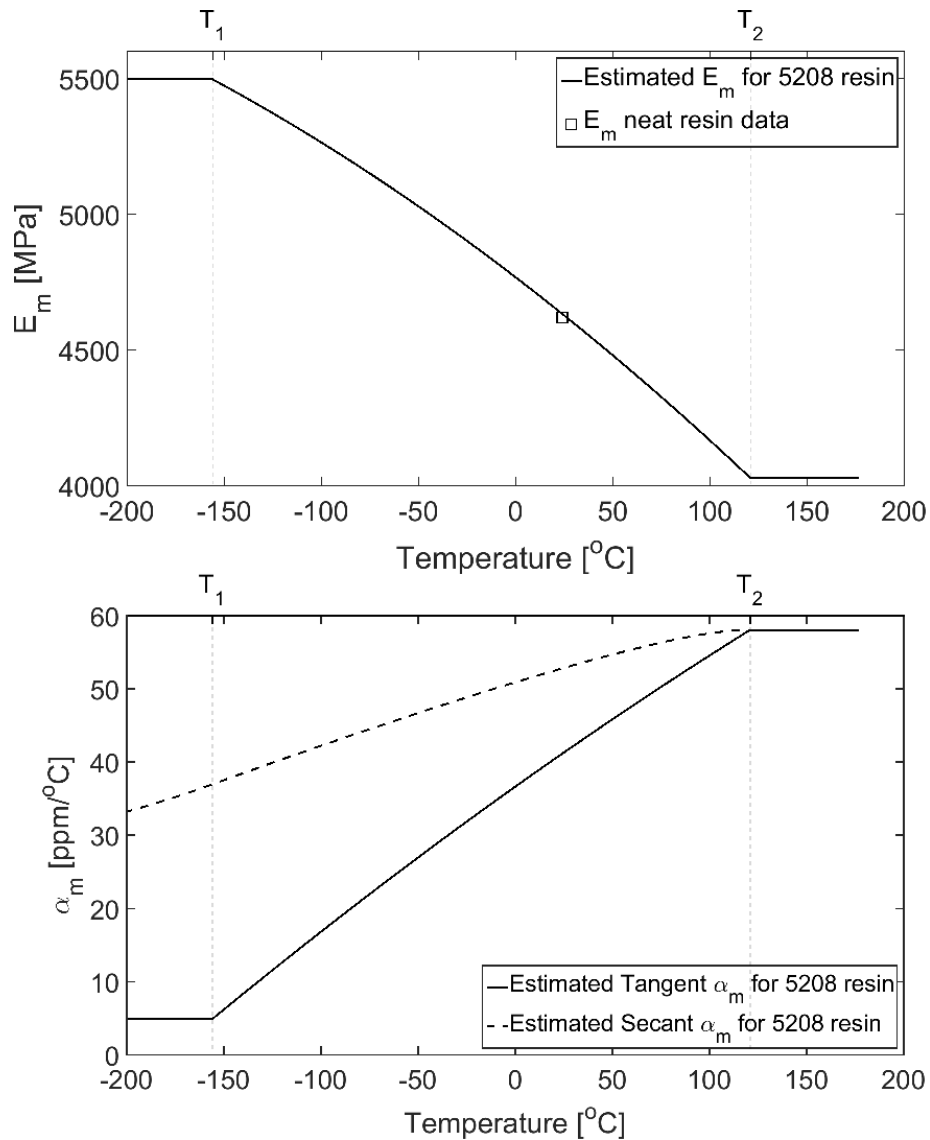 T1 T2
5500
5000
4500
4000
Em [MPa]
Estimated Em for 5208 resin
Em neat resin data
-200 -150 -100 -50 0 50 100 150 200
Temperature [oC]
T1 T2
60
50
40
30
20
10
0
αm [ppm/oC]
Estimated Tangent αm for 5208 resin
Estimated Secant αm for 5208 resin
-200 -150 -100 -50 0 50 100 150 200
Temperature [oC]